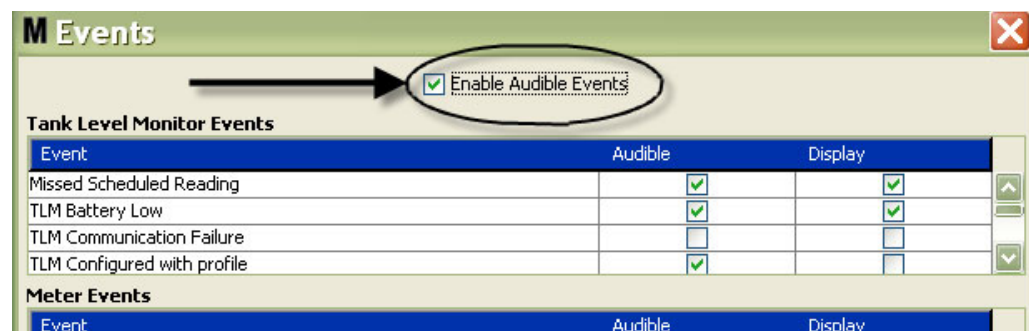 M Events
Enable Audible Events
Tank Level Monitor Events
Event Audible Display
Missed Scheduled Reading
TLM Battery Low
TLM Communication Failure
TLM Configured with profile
Meter Events
Event Audible Display